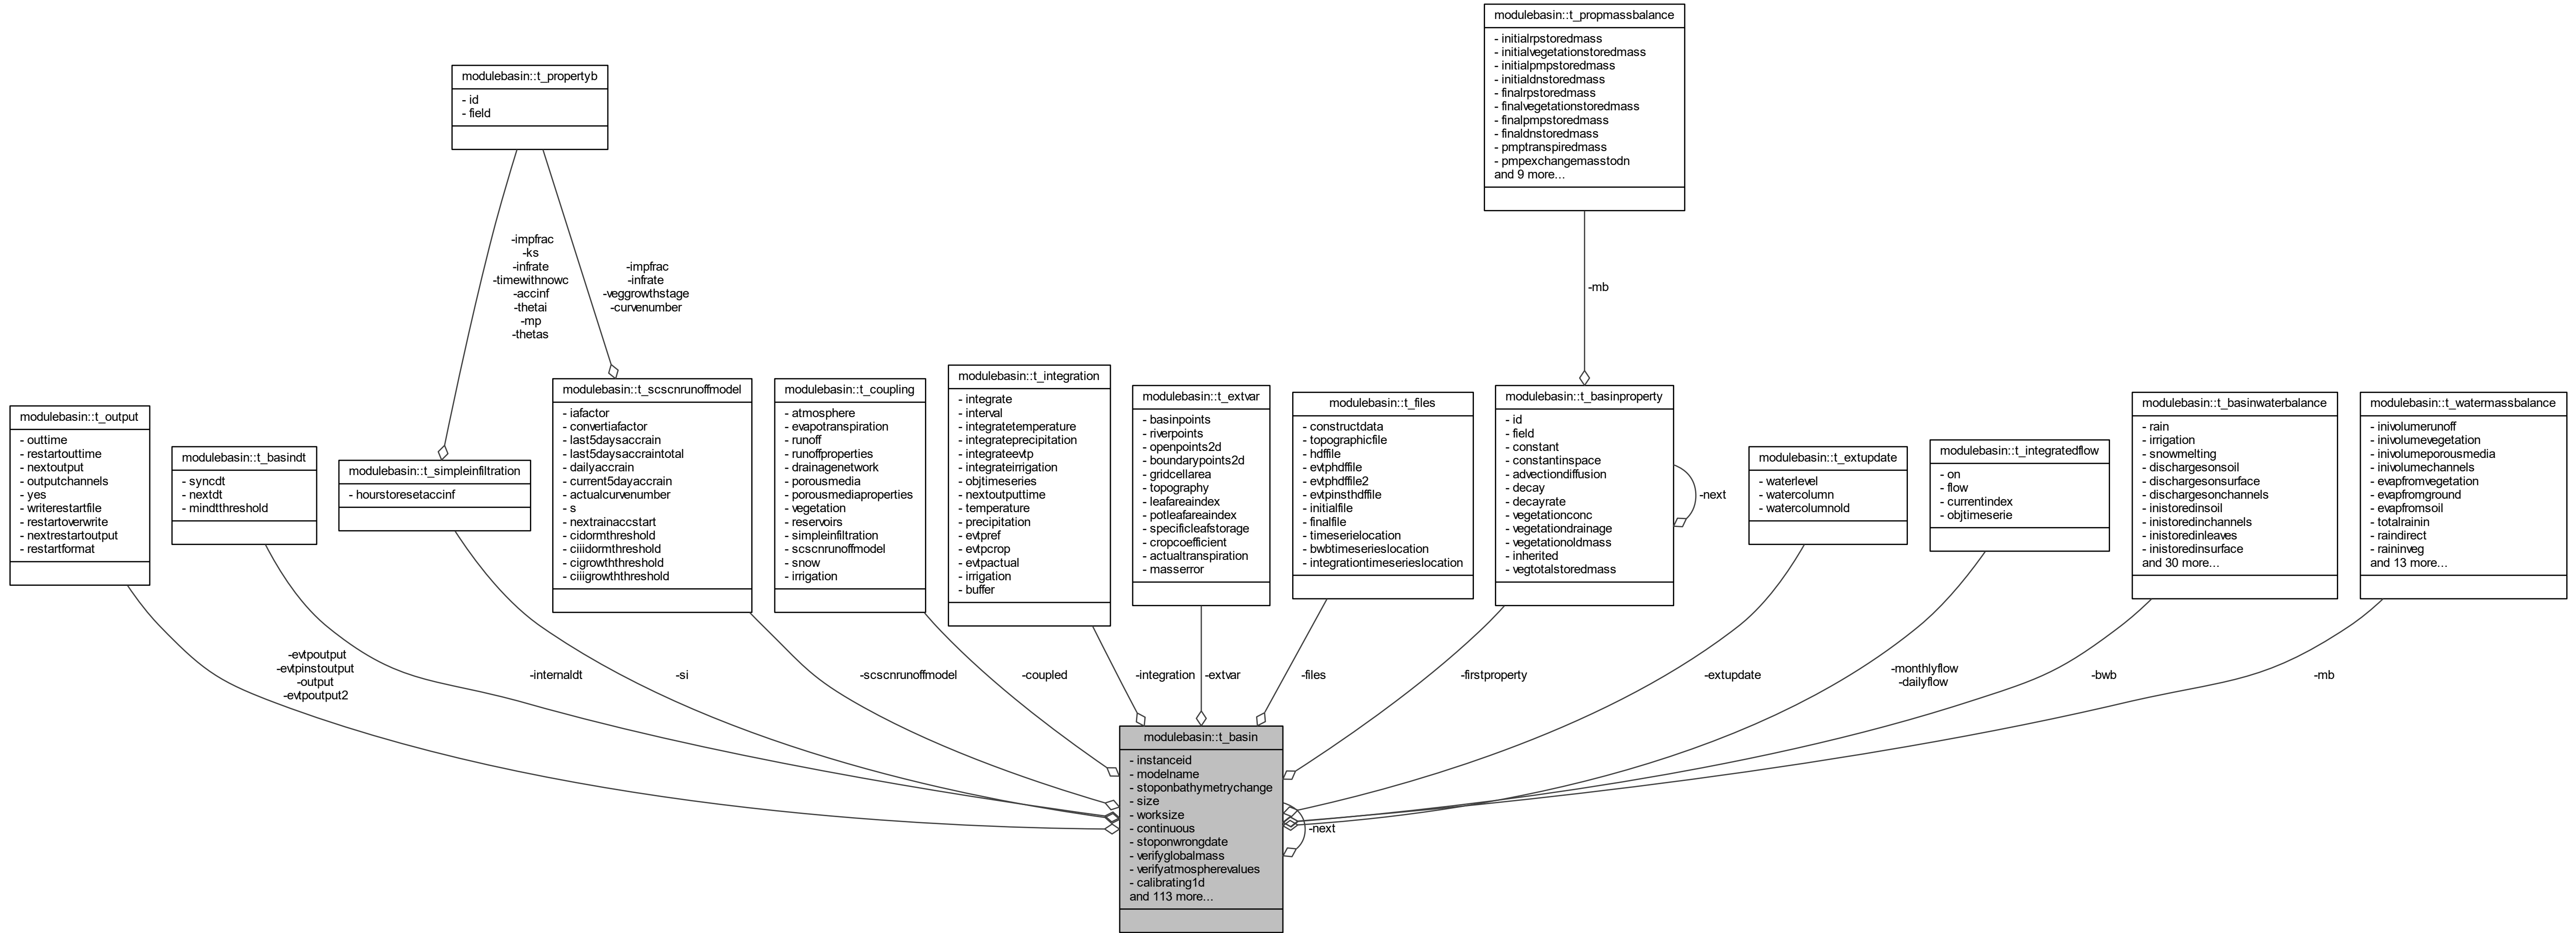 modulebasin::t_propmassbalance
- initialrpstoredmass
- initialvegetationstoredmass
- initialpmpstoredmass
- initialdnstoredmass
- finalrpstoredmass
- finalvegetationstoredmass
- finalpmpstoredmass
- finaldnstoredmass
- pmptranspiredmass
- pmpexchangemasstodn
and 9 more...
modulebasin::t_propertyb
- id
- field
-impfrac
-ks
-infrate
-timewithnowc
-accinf
-thetai
-mp
-thetas
-impfrac
-infrate
-veggrowthstage
-curvenumber
-mb
modulebasin::t_output
- outtime
- restartouttime
- nextoutput
- outputchannels
- yes
- writerestartfile
- restartoverwrite
- nextrestartoutput
- restartformat
modulebasin::t_basindt
- syncdt
- nextdt
- mindtthreshold
modulebasin::t_simpleinfiltration
- hourstoresetaccinf
modulebasin::t_scscnrunoffmodel
- iafactor
- convertiafactor
- last5daysaccrain
- last5daysaccraintotal
- dailyaccrain
- current5dayaccrain
- actualcurvenumber
- s
- nextrainaccstart
- cidormthreshold
- ciiidormthreshold
- cigrowththreshold
- ciiigrowththreshold
modulebasin::t_coupling
- atmosphere
- evapotranspiration
- runoff
- runoffproperties
- drainagenetwork
- porousmedia
- porousmediaproperties
- vegetation
- reservoirs
- simpleinfiltration
- scscnrunoffmodel
- snow
- irrigation
modulebasin::t_integration
- integrate
- interval
- integratetemperature
- integrateprecipitation
- integrateevtp
- integrateirrigation
- objtimeseries
- nextoutputtime
- temperature
- precipitation
- evtpref
- evtpcrop
- evtpactual
- irrigation
- buffer
modulebasin::t_extvar
- basinpoints
- riverpoints
- openpoints2d
- boundarypoints2d
- gridcellarea
- topography
- leafareaindex
- potleafareaindex
- specificleafstorage
- cropcoefficient
- actualtranspiration
- masserror
modulebasin::t_files
- constructdata
- topographicfile
- hdffile
- evtphdffile
- evtphdffile2
- evtpinsthdffile
- initialfile
- finalfile
- timeserielocation
- bwbtimeserieslocation
- integrationtimeserieslocation
modulebasin::t_basinproperty
- id
- field
- constant
- constantinspace
- advectiondiffusion
- decay
- decayrate
- vegetationconc
- vegetationdrainage
- vegetationoldmass
- inherited
- vegtotalstoredmass
-next
modulebasin::t_extupdate
- waterlevel
- watercolumn
- watercolumnold
modulebasin::t_integratedflow
- on
- flow
- currentindex
- objtimeserie
modulebasin::t_basinwaterbalance
- rain
- irrigation
- snowmelting
- dischargesonsoil
- dischargesonsurface
- dischargesonchannels
- inistoredinsoil
- inistoredinchannels
- inistoredinleaves
- inistoredinsurface
and 30 more...
modulebasin::t_watermassbalance
- inivolumerunoff
- inivolumevegetation
- inivolumeporousmedia
- inivolumechannels
- evapfromvegetation
- evapfromground
- evapfromsoil
- totalrainin
- raindirect
- raininveg
and 13 more...
-evtpoutput
-evtpinstoutput
-output
-evtpoutput2
-internaldt
-si
-scscnrunoffmodel
-coupled
-integration
-extvar
-files
-firstproperty
-extupdate
-monthlyflow
-dailyflow
-bwb
-mb
modulebasin::t_basin
- instanceid
- modelname
- stoponbathymetrychange
- size
- worksize
- continuous
- stoponwrongdate
- verifyglobalmass
- verifyatmospherevalues
- calibrating1d
and 113 more...
-next